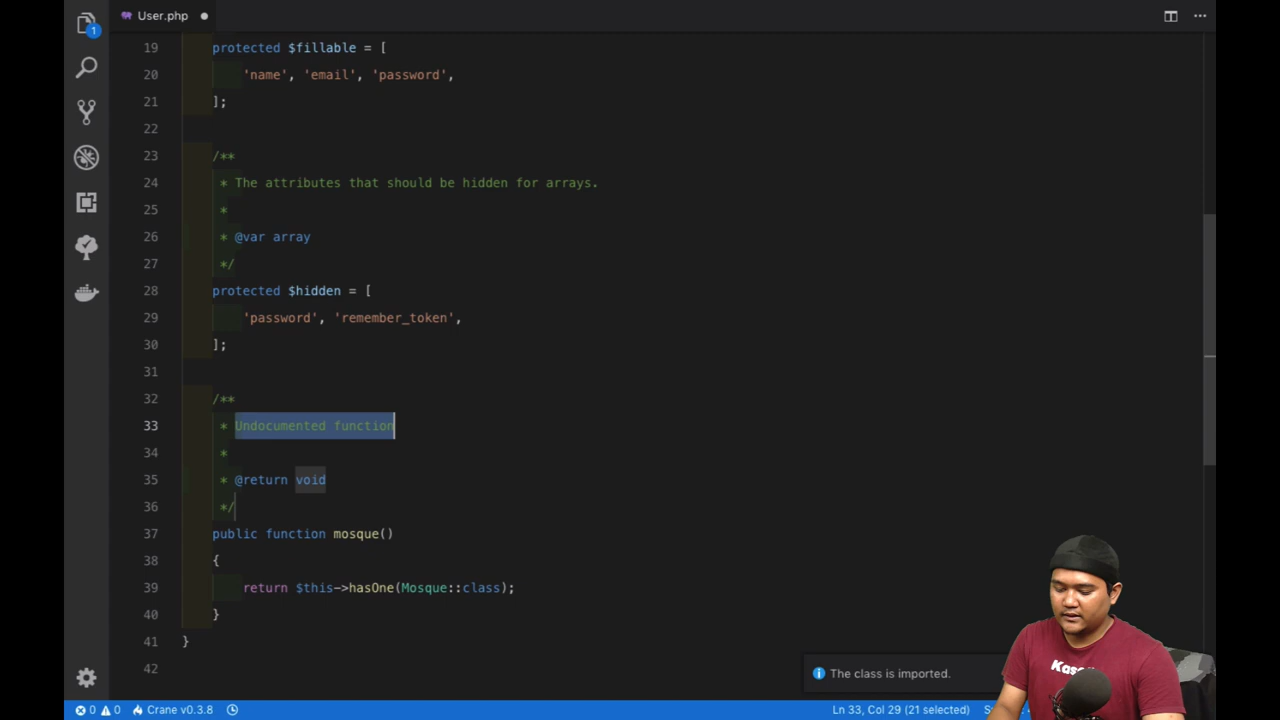 User.php
1
19 protected $fillable = [
20 'name', 'email', 'password',
21 ];
22
23 /**
24 * The attributes that should be hidden for arrays.
25 *
26 * @var array
27 */
28 protected $hidden = [
29 'password', 'remember_token',
30 ];
31
32 /**
33 * Undocumented function
34 *
35 * @return void
36 */
37 public function mosque()
38 {
39 return $this->hasOne(Mosque::class);
40 }
41 }
42
The class is imported.
0 0 Crane v0.3.8 Ln 33, Col 29 (21 selected)